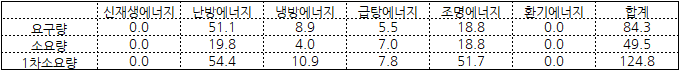 신재생에너지 난방에너지 냉방에너지 급탕에너지 조명에너지 환기에너지 합계
요구량 0.0 51.1 8.9 5.5 18.8 0.0 84.3
소요량 0.0 19.8 4.0 7.0 18.8 0.0 49.5
1차소요량 0.0 54.4 10.9 7.8 51.7 0.0 124.8